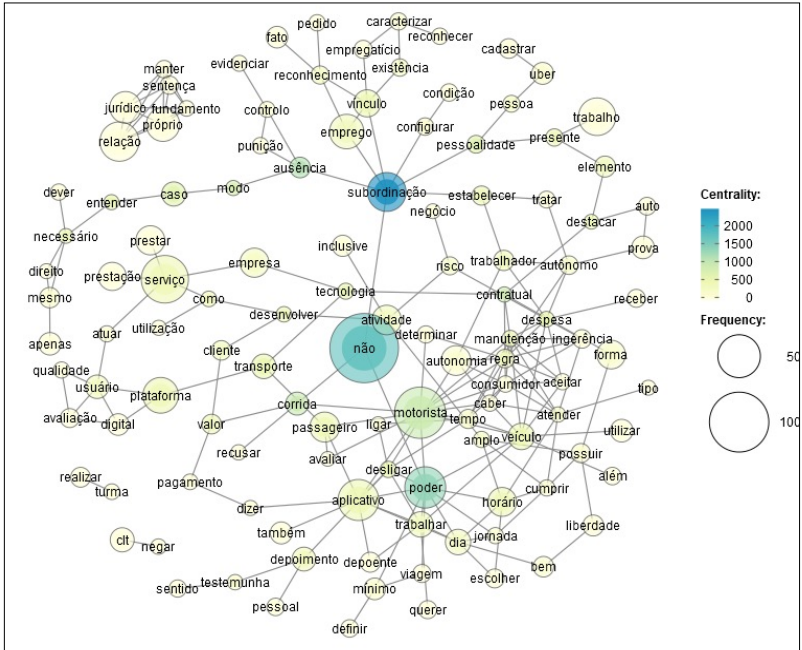 pedido
caracterizar
fato
reconhecer
empregatício
cadastrar
evidenciar
existência
manter
reconhecimento
uber
sentença
condição
vínculo
pessoa
jurídico
fundamento
controlo
trabalho
próprio
emprego
configurar
relação
punição
pessoalidade
presente
ausência
elemento
dever
modo
subordinação
estabelecer
caso
tratar
entender
auto
negócio
destacar
necessário
prestar
inclusive
prova
direito
prestação
empresa
risco
trabalhador
autônomo
serviço
mesmo
tecnologia
contratual
como
receber
desenvolver
atividade
despesa
utilização
atuar
determinar
manutenção
ingerência
apenas
não
cliente
autonomia
regra
forma
qualidade
transporte
consumidor
aceitar
usuário
tipo
plataforma
corrida
caber
motorista
avaliação
digital
valor
passageiro
ligar
tempo
atender
amplo
veículo
utilizar
recusar
avaliar
possuir
desligar
realizar
além
turma
pagamento
poder
cumprir
aplicativo
horário
dizer
trabalhar
liberdade
também
clt
negar
dia
jornada
depoimento
depoente
bem
viagem
escolher
sentido
testemunha
mínimo
pessoal
querer
definir
Centrality:
2000
1500
1000
500
0
Frequency:
50
100